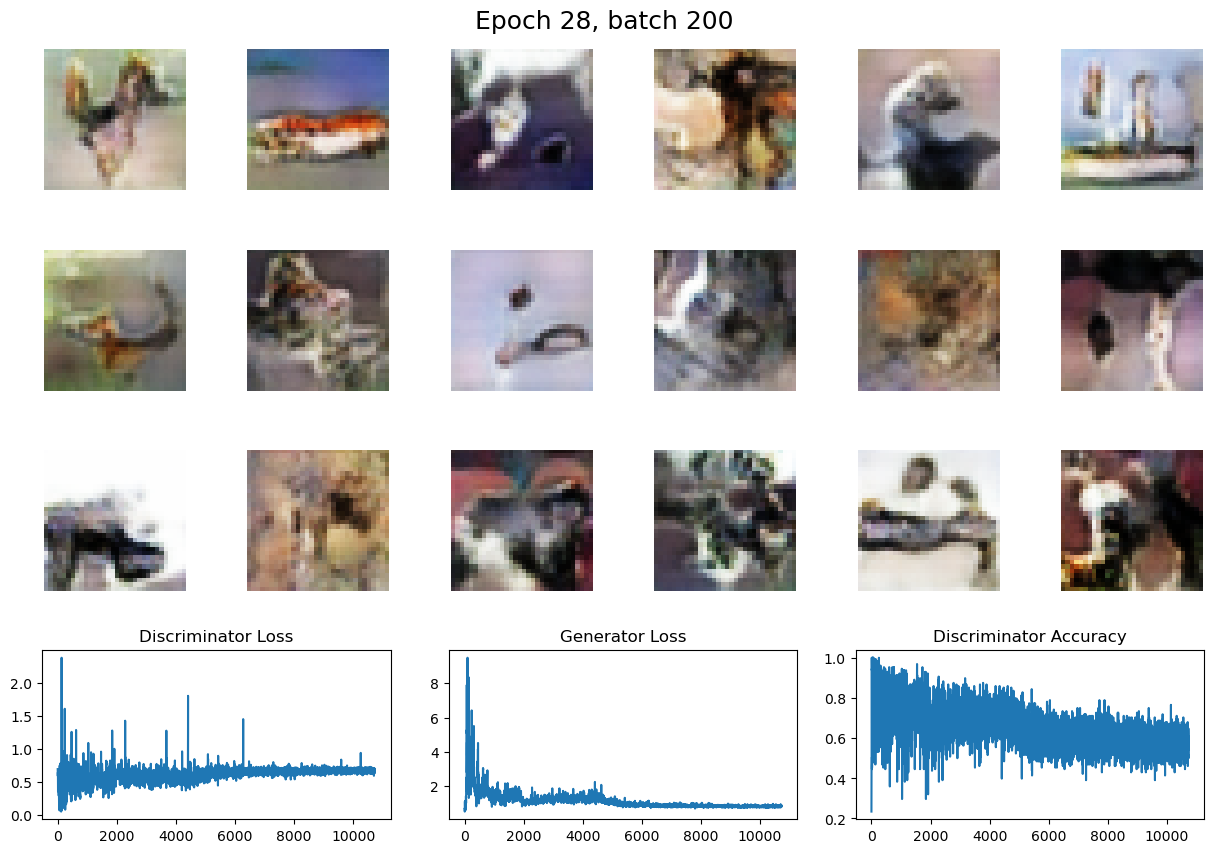 Epoch 28, batch 200
Discriminator Loss
Generator Loss
Discriminator Accuracy
2.0
1.5
1.0
0.5
0.0
0 2000 4000 6000 8000 10000
8
6
4
2
0 2000 4000 6000 8000 10000
1.0
0.8
0.6
0.4
0.2
0 2000 4000 6000 8000 10000